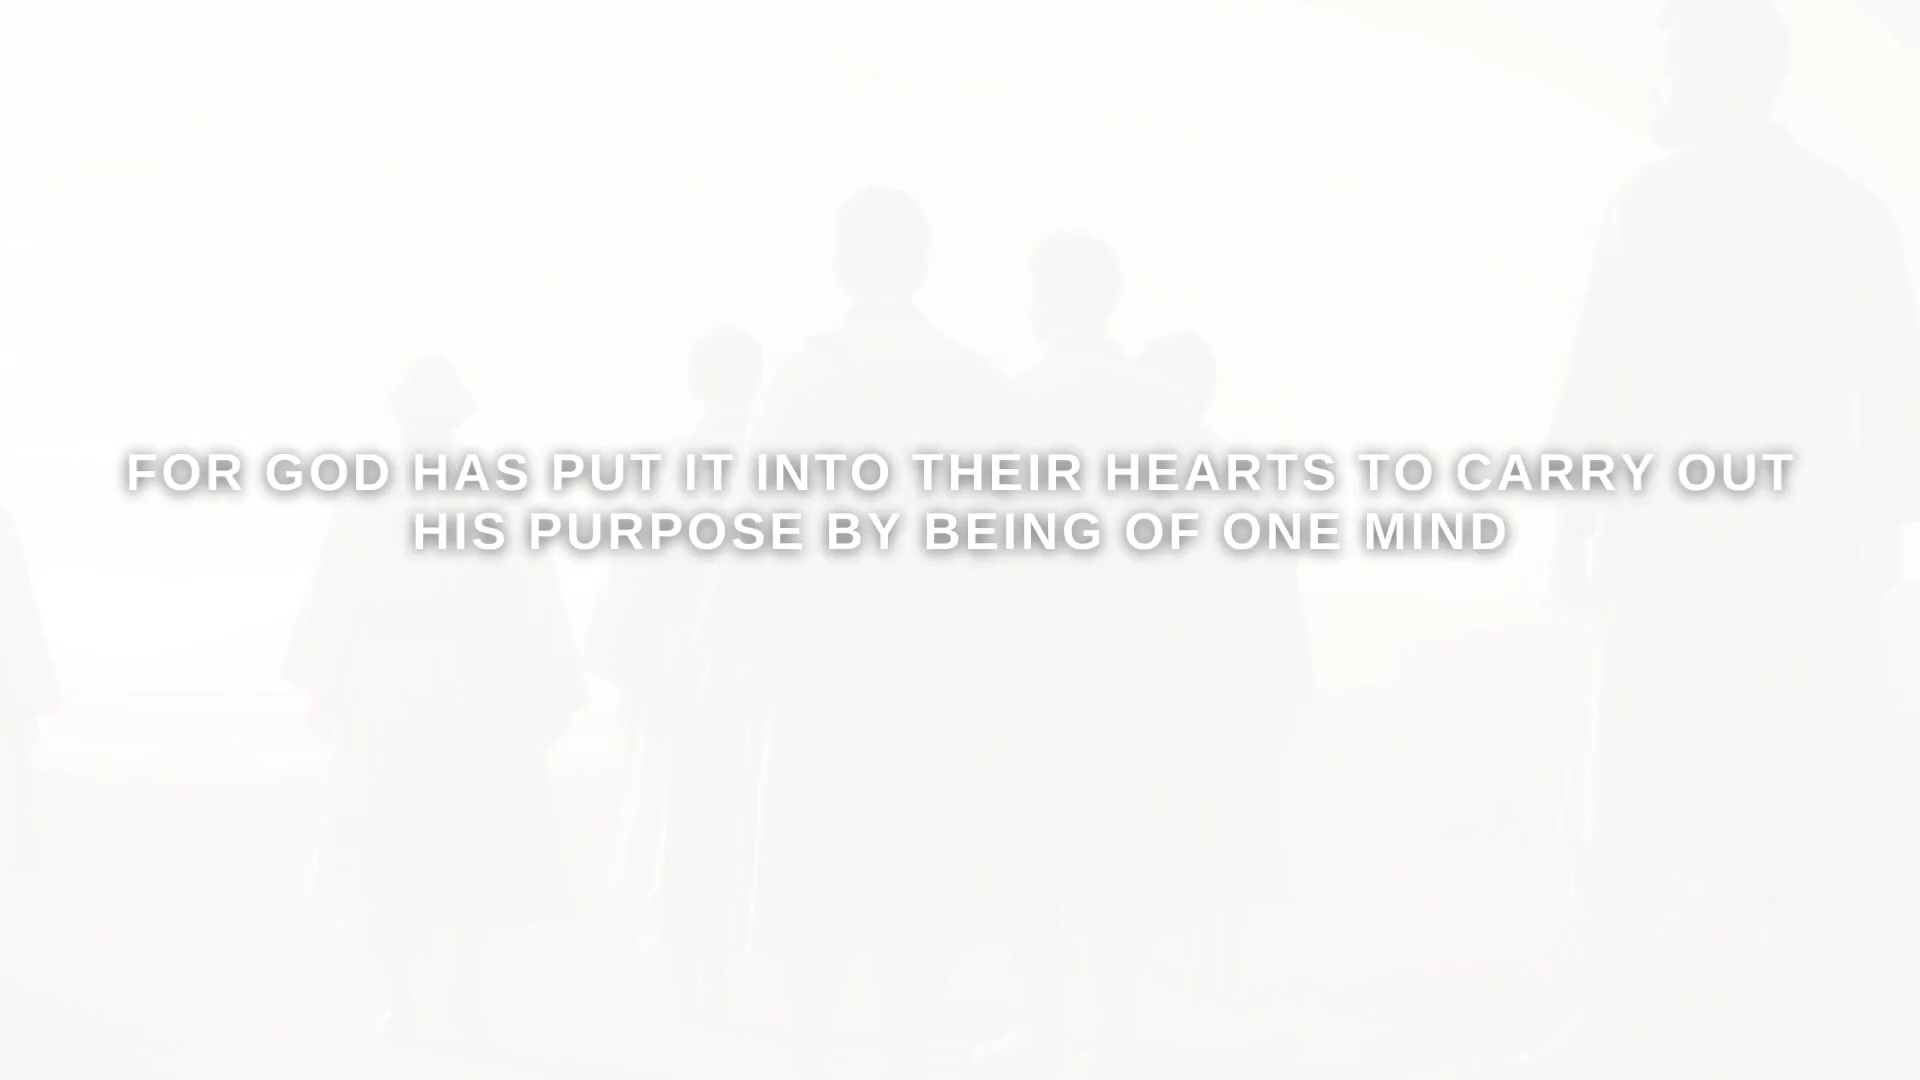 FOR GOD HAS PUT IT INTO THEIR HEARTS TO CARRY OUT
HIS PURPOSE BY BEING OF ONE MIND